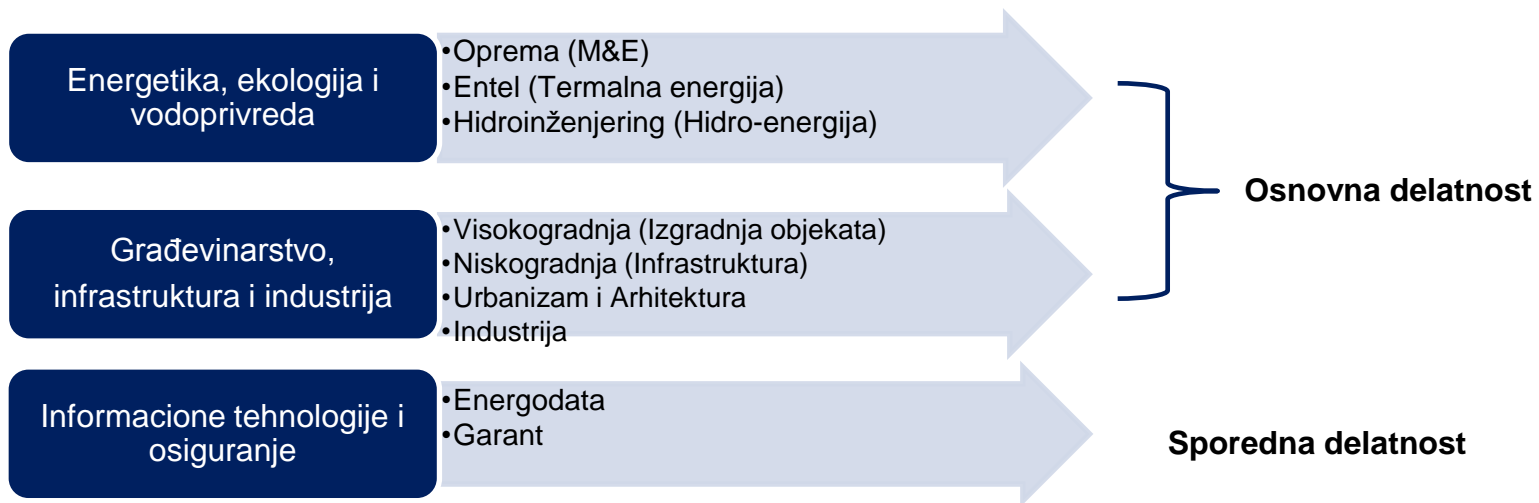 Energetika, ekologija i
vodoprivreda
•Oprema (M&E)
•Entel (Termalna energija)
•Hidroinženjering (Hidro-energija)
Građevinarstvo,
infrastruktura i industrija
•Visokogradnja (Izgradnja objekata)
•Niskogradnja (Infrastruktura)
•Urbanizam i Arhitektura
•Industrija
Osnovna delatnost
Informacione tehnologije i
osiguranje
•Energodata
•Garant
Sporedna delatnost